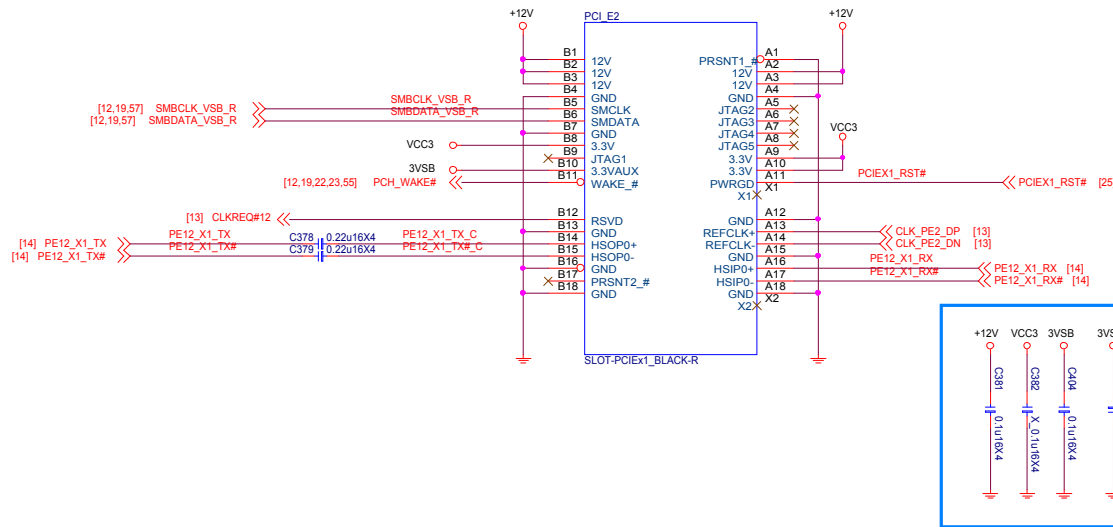 PCI_E2
+12V
+12V
B1 12V
B2 12V
B3 12V
B4 GND
B5 SMCLK
B6 SMDATA
B7 GND
B8 3.3V
B9 JTAG1
B10 3.3VAUX
B11 WAKE_#
B12 RSVD
B13 GND
B14 HSOP0+
B15 HSOP0-
B16 GND
B17 PRSNT2_#
B18 GND
PRSNT1_# A1
12V A2
12V A3
GND A4
JTAG2 A5
JTAG3 A6
JTAG4 A7
JTAG5 A8
3.3V A9
3.3V A10
PWRGD A11
X1 X1
GND A12
REFCLK+ A13
REFCLK- A14
GND A15
HSIP0+ A16
HSIP0- A17
GND A18
X2 X2
[12,19,57] SMBCLK_VSB_R
SMBCLK_VSB_R
[12,19,57] SMBDATA_VSB_R
SMBDATA_VSB_R
VCC3
3VSB
[12,19,22,23,55] PCH_WAKE#
[13] CLKREQ#12
[14] PE12_X1_TX
PE12_X1_TX
C378 0.22u16X4
PE12_X1_TX_C
[14] PE12_X1_TX#
PE12_X1_TX#
C379 0.22u16X4
PE12_X1_TX#_C
VCC3
PCIEX1_RST#
PCIEX1_RST# [25]
CLK_PE2_DP [13]
CLK_PE2_DN [13]
PE12_X1_RX
PE12_X1_RX [14]
PE12_X1_RX#
PE12_X1_RX# [14]
SLOT-PCIEx1_BLACK-R
+12V
VCC3
3VSB
3VS
C381
0.1u16X4
C382
X_0.1u16X4
C404
0.1u16X4